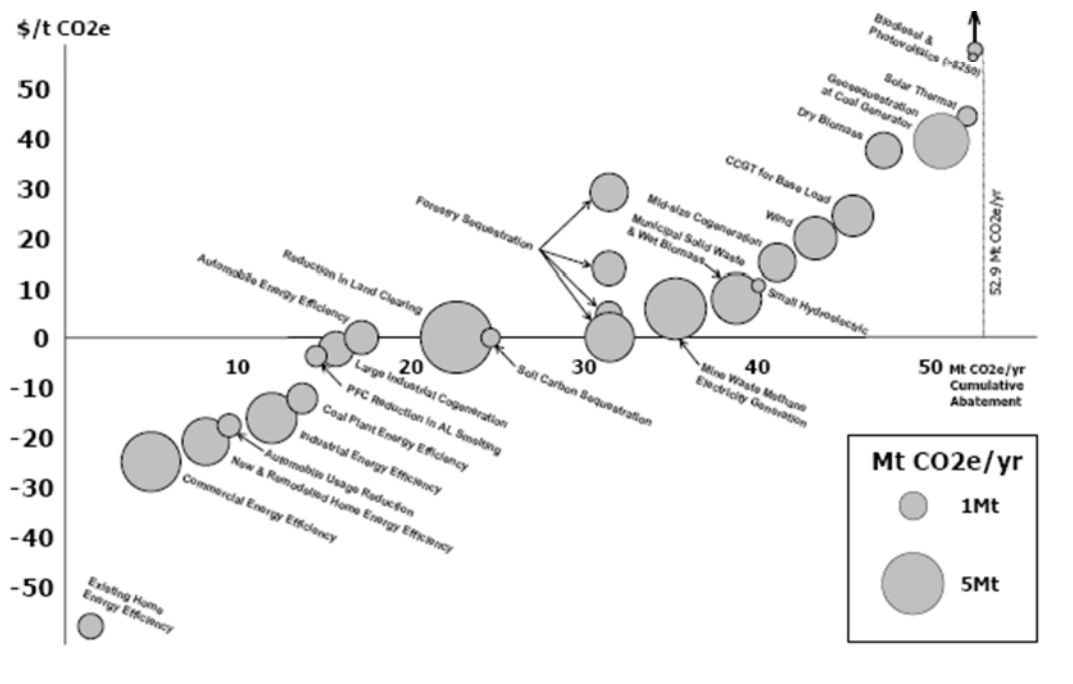 $/t CO2e
Biodiesel &
Photovoltaics (>$250)
50
Solar Thermal
Geosequestration
at Coal Generator
40
Dry Biomass
CCGT for Base Load
30
Forestry Sequestration
Mid-size Cogeneration
Wind
Municipal Solid Waste
& Wet Biomass
20
52.9 Mt CO2e/yr
Reduction in Land Clearing
Automobile Energy Efficiency
10
Small Hydroelectric
0
10
20
30
40
50
Mt CO2e/yr
Cumulative
Abatement
Large Industrial Cogeneration
Soil Carbon Sequestration
Mine Waste Methane
Electricity Generation
-10
PFC Reduction in AL Smelting
Coal Plant Energy Efficiency
-20
Industrial Energy Efficiency
Automobile Usage Reduction
New & Remodeled Home Energy Efficiency
Commercial Energy Efficiency
-30
-40
-50
Existing Home
Energy Efficiency
Mt CO2e/yr
1Mt
5Mt